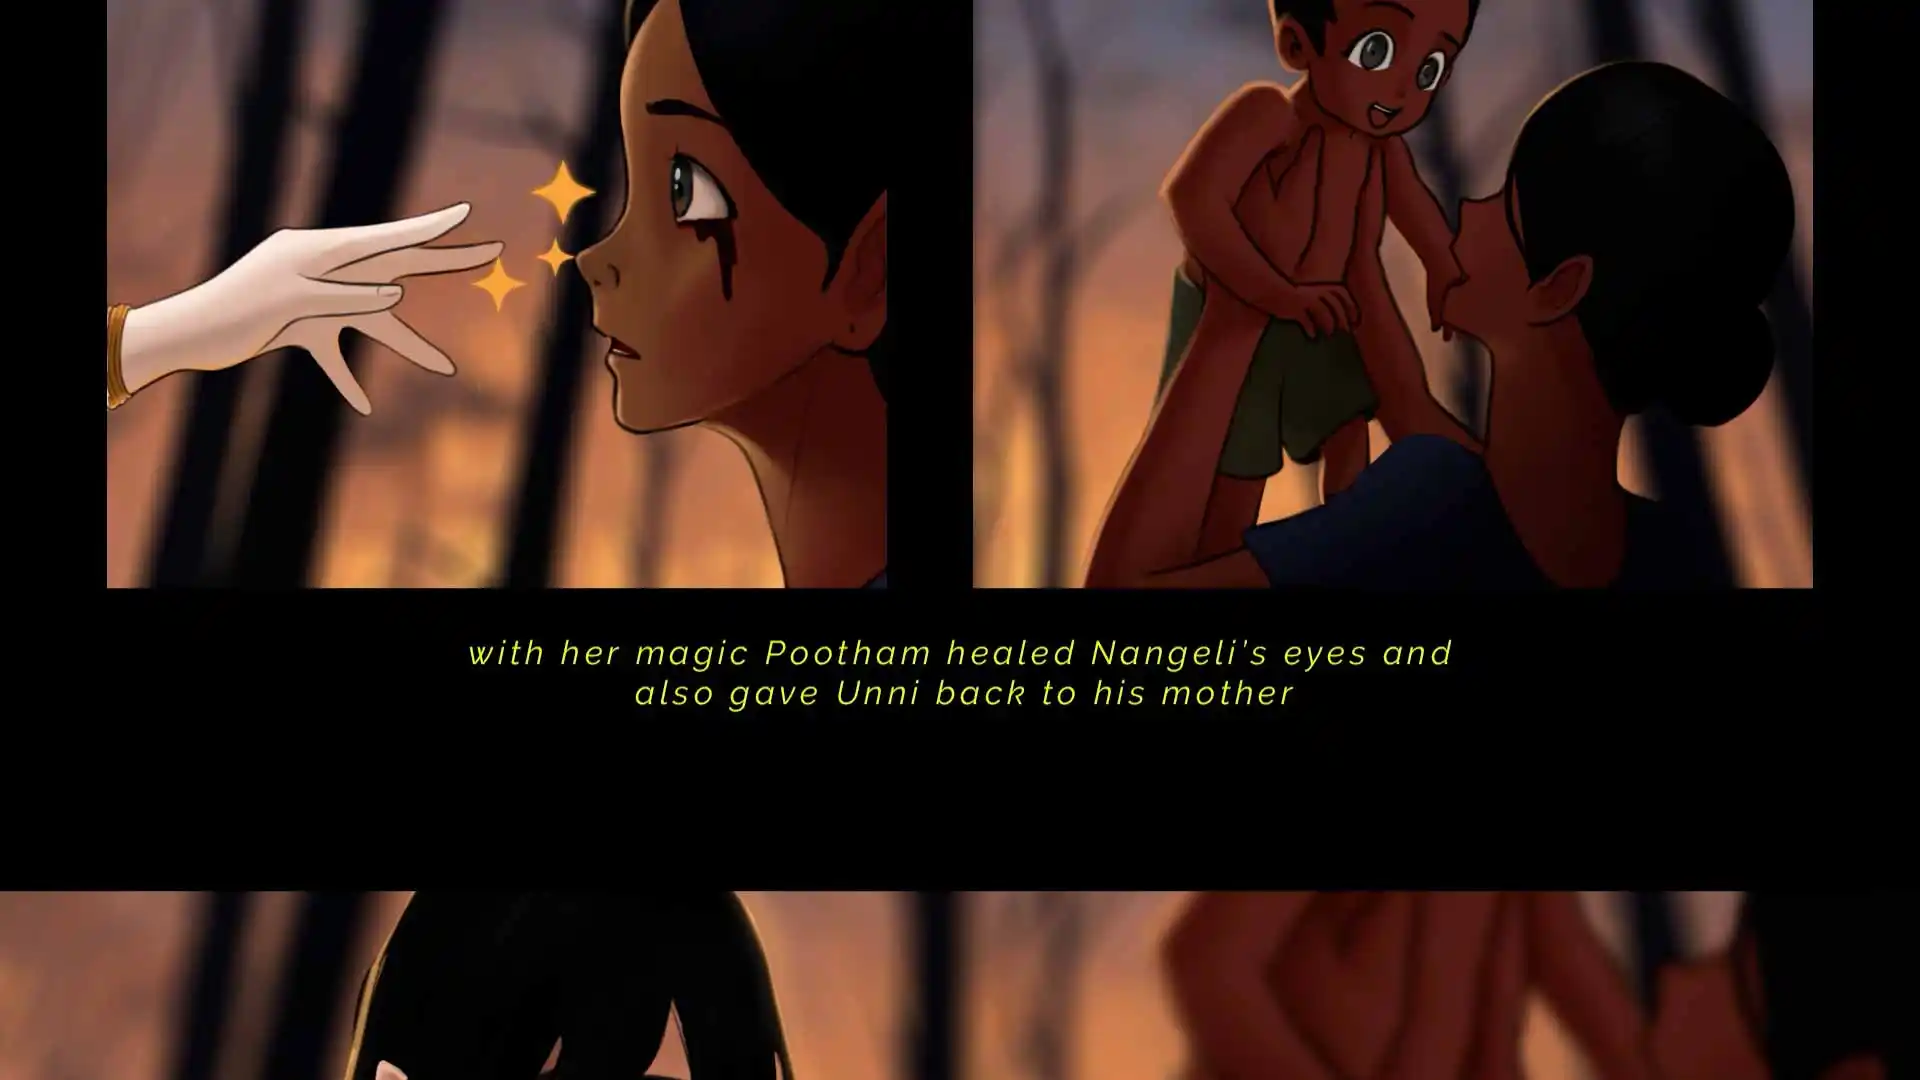 with her magic Pootham healed Nangeli's eyes and
also gave Unni back to his mother